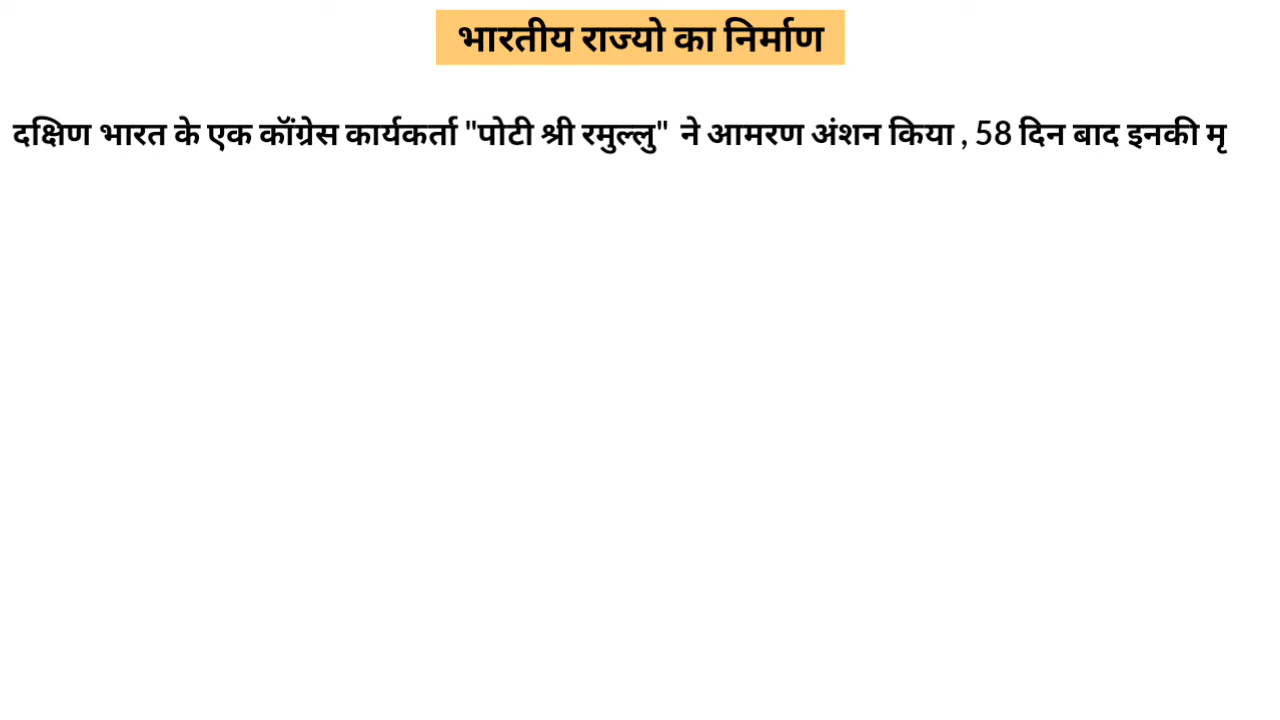 भारतीय राज्यो का निर्माण
दक्षिण भारत के एक कॉंग्रेस कार्यकर्ता "पोटी श्री रमुल्लु" ने आमरण अंशन किया , 58 दिन बाद इनकी मृ